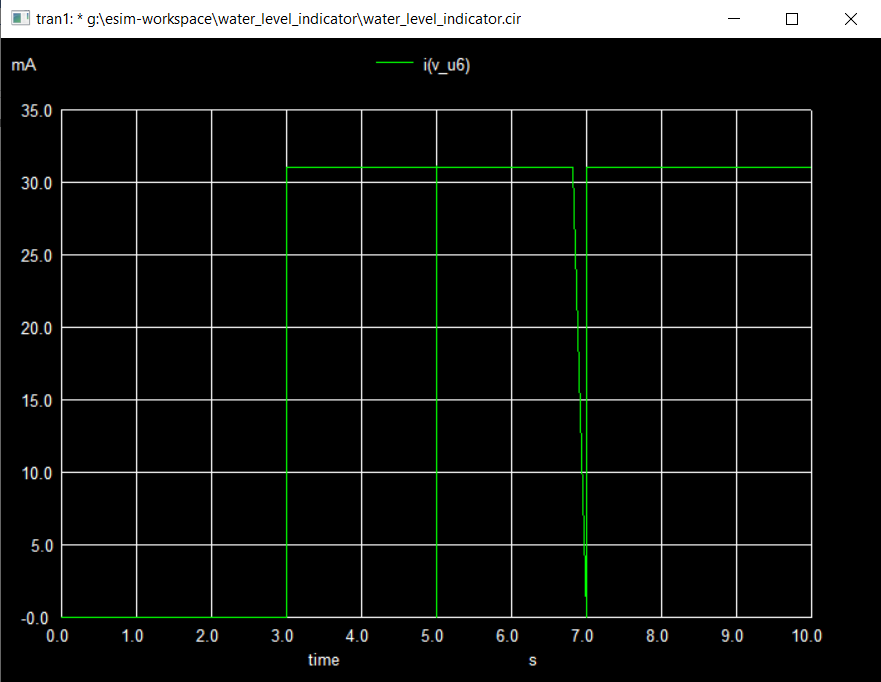 tran1: * g:\esim-workspace\water_level_indicator\water_level_indicator.cir
mA
i(v_u6)
35.0
30.0
25.0
20.0
15.0
10.0
5.0
-0.0
0.0 1.0 2.0 3.0 4.0 5.0 6.0 7.0 8.0 9.0 10.0
time s